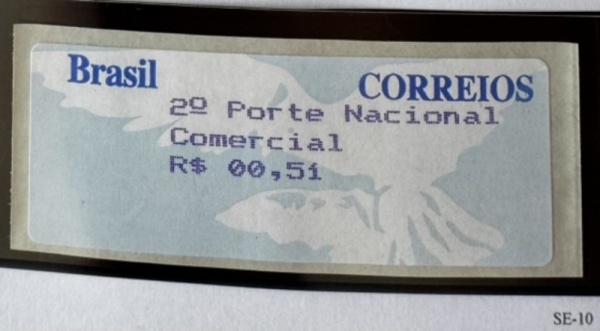 Brasil CORREIOS
2º Porte Nacional
Comercial
R$ 00,51
SE-10